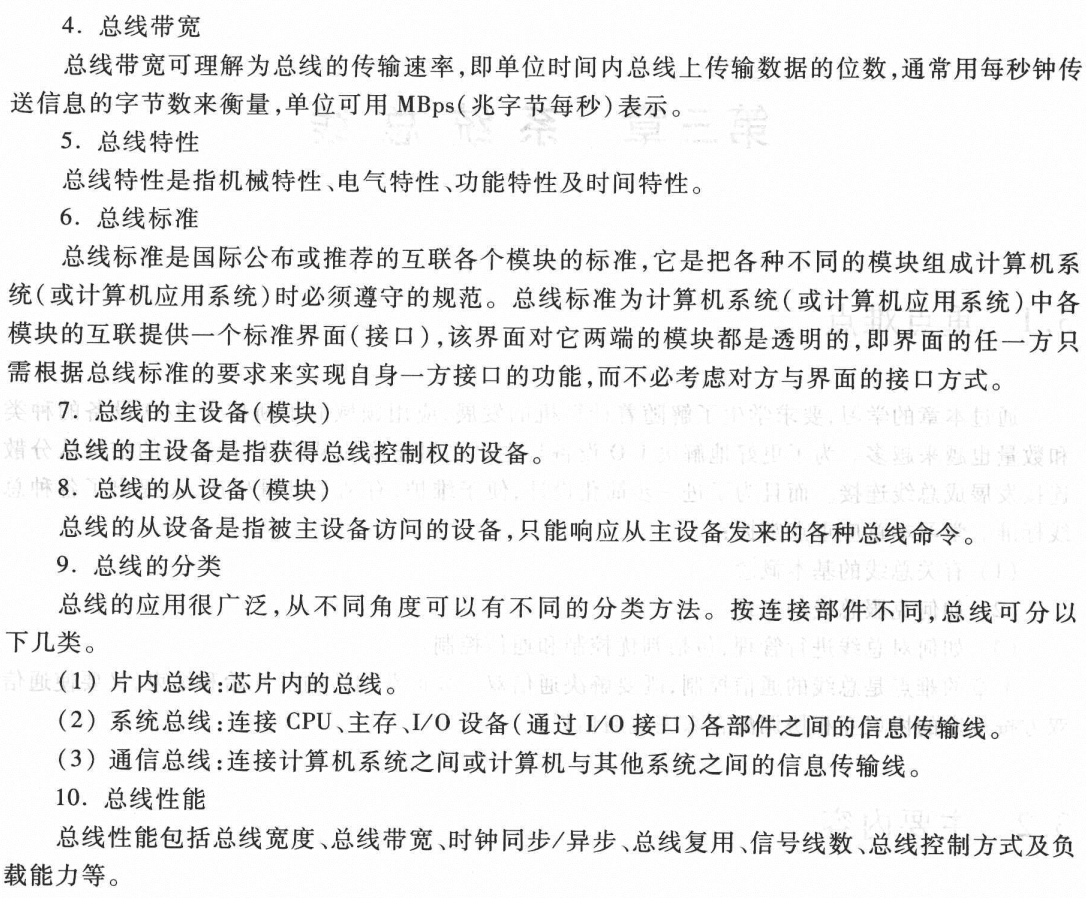 4. 总线带宽
总线带宽可理解为总线的传输速率,即单位时间内总线上传输数据的位数,通常用每秒钟传
送信息的字节数来衡量,单位可用 MBps(兆字节每秒)表示。
5. 总线特性
总线特性是指机械特性、电气特性、功能特性及时间特性。
6. 总线标准
总线标准是国际公布或推荐的互联各个模块的标准,它是把各种不同的模块组成计算机系
统(或计算机应用系统)时必须遵守的规范。总线标准为计算机系统(或计算机应用系统)中各
模块的互联提供一个标准界面(接口),该界面对它两端的模块都是透明的,即界面的任一方只
需根据总线标准的要求来实现自身一方接口的功能,而不必考虑对方与界面的接口方式。
7. 总线的主设备(模块)
总线的主设备是指获得总线控制权的设备。
8. 总线的从设备(模块)
总线的从设备是指被主设备访问的设备,只能响应从主设备发来的各种总线命令。
9. 总线的分类
总线的应用很广泛,从不同角度可以有不同的分类方法。按连接部件不同,总线可分以
下几类。
(1) 片内总线:芯片内的总线。
(2) 系统总线:连接 CPU、主存、I/O 设备(通过 I/O 接口)各部件之间的信息传输线。
(3) 通信总线:连接计算机系统之间或计算机与其他系统之间的信息传输线。
10. 总线性能
总线性能包括总线宽度、总线带宽、时钟同步/异步、总线复用、信号线数、总线控制方式及负
载能力等。